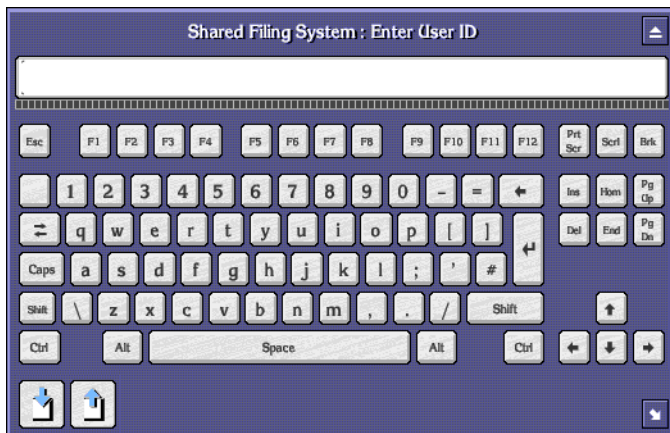 Shared Filing System : Enter User ID
Esc F1 F2 F3 F4 F5 F6 F7 F8 F9 F10 F11 F12 Prt Scr Scrl Brk
1 2 3 4 5 6 7 8 9 0 - = Ins Hom Pg Up
q w e r t y u i o p [ ] Del End Pg Dn
Caps a s d f g h j k l ; ' #
Shift \ z x c v b n m , . / Shift
Ctrl Alt Space Alt Ctrl